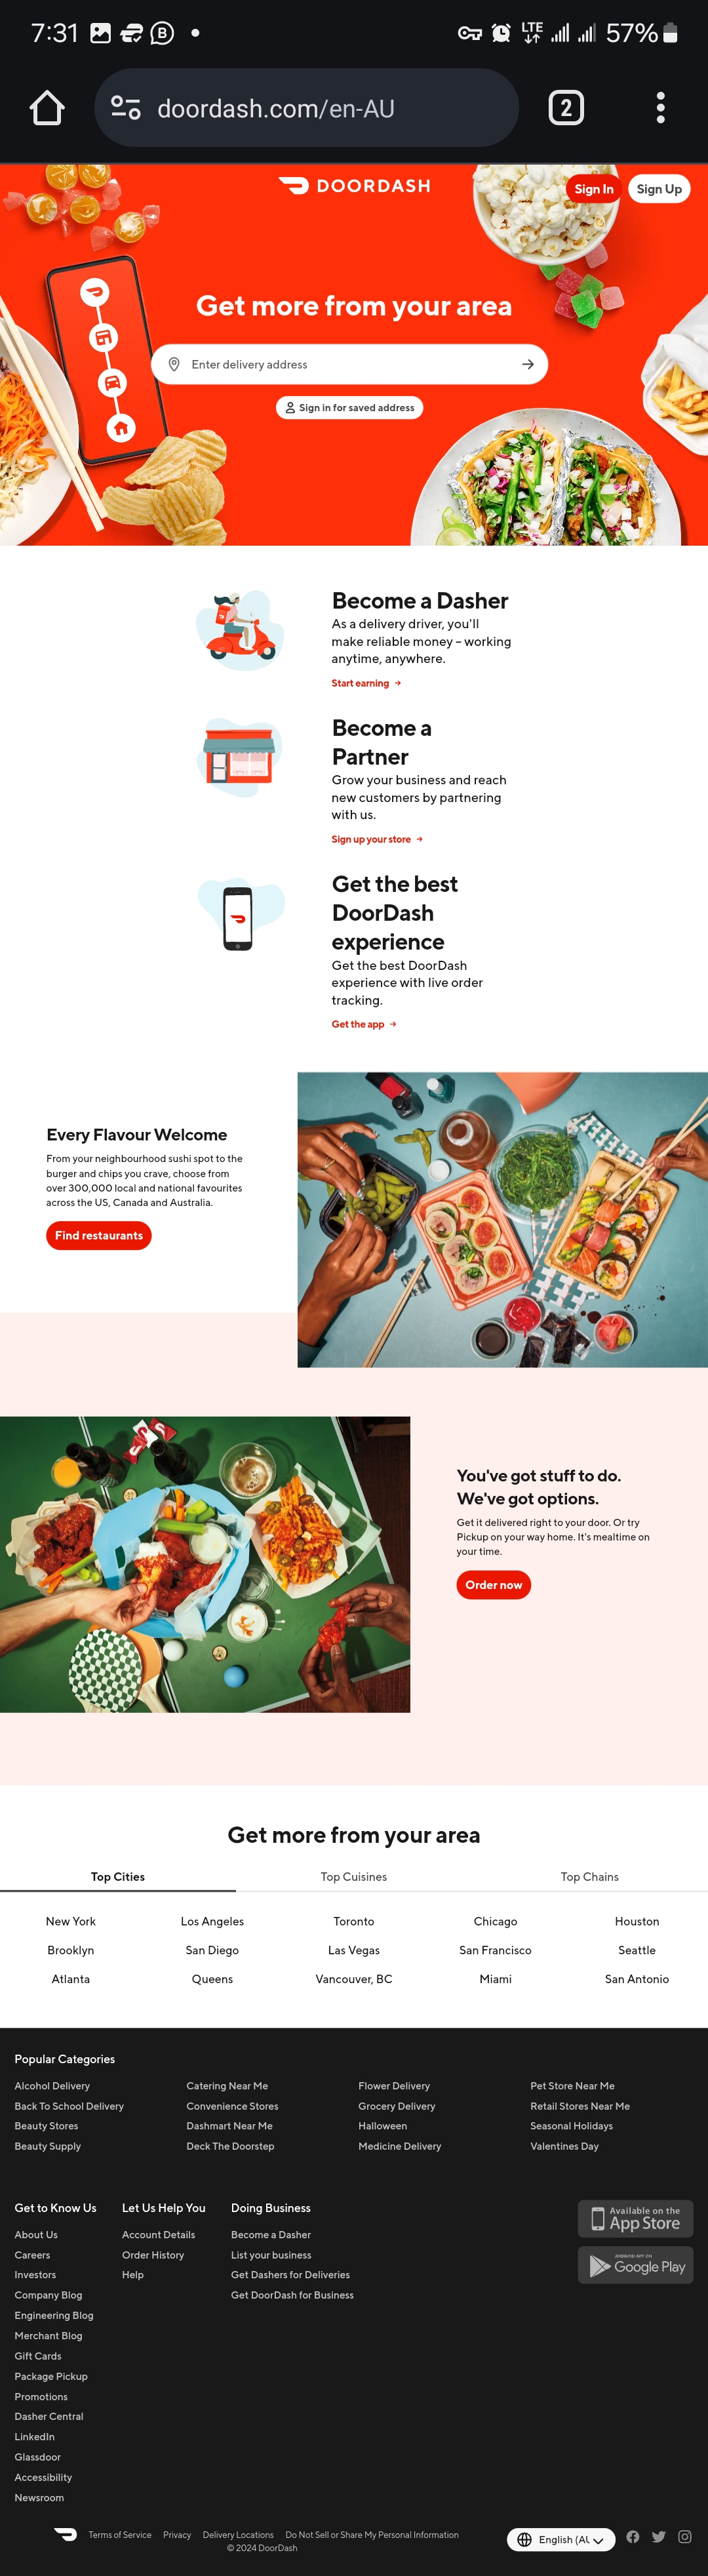 7:31
LTE
57%
doordash.com/en-AU
2
DOORDASH
Sign In
Sign Up
Get more from your area
Enter delivery address
Sign in for saved address
Become a Dasher
As a delivery driver, you'll
make reliable money – working
anytime, anywhere.
Start earning
Become a
Partner
Grow your business and reach
new customers by partnering
with us.
Sign up your store
Get the best
DoorDash
experience
Get the best DoorDash
experience with live order
tracking.
Get the app
Every Flavour Welcome
From your neighbourhood sushi spot to the
burger and chips you crave, choose from
over 300,000 local and national favourites
across the US, Canada and Australia.
Find restaurants
You've got stuff to do.
We've got options.
Get it delivered right to your door. Or try
Pickup on your way home. It's mealtime on
your time.
Order now
Get more from your area
Top Cities Top Cuisines Top Chains
New York Los Angeles Toronto Chicago Houston
Brooklyn San Diego Las Vegas San Francisco Seattle
Atlanta Queens Vancouver, BC Miami San Antonio
Popular Categories
Alcohol Delivery Catering Near Me Flower Delivery Pet Store Near Me
Back To School Delivery Convenience Stores Grocery Delivery Retail Stores Near Me
Beauty Stores Dashmart Near Me Halloween Seasonal Holidays
Beauty Supply Deck The Doorstep Medicine Delivery Valentines Day
Get to Know Us
About Us
Careers
Investors
Company Blog
Engineering Blog
Merchant Blog
Gift Cards
Package Pickup
Promotions
Dasher Central
LinkedIn
Glassdoor
Accessibility
Newsroom
Let Us Help You
Account Details
Order History
Help
Doing Business
Become a Dasher
List your business
Get Dashers for Deliveries
Get DoorDash for Business
Available on the
App Store
ANDROID APP ON
Google Play
Terms of Service Privacy Delivery Locations Do Not Sell or Share My Personal Information
© 2024 DoorDash
English (AU